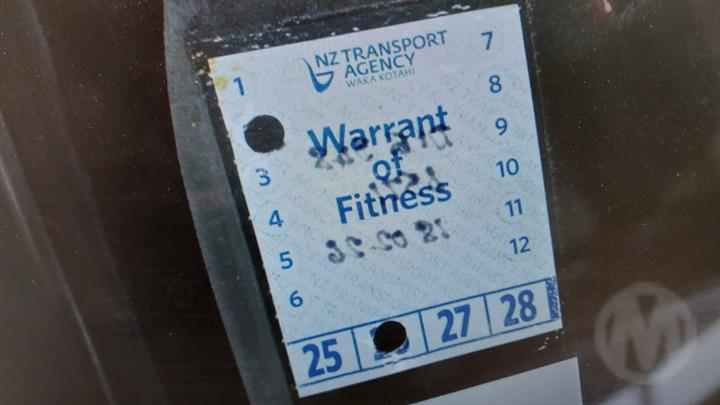 NZ TRANSPORT
AGENCY
WAKA KOTAHI
1
7
8
Warrant
9
3
of
10
4
Fitness
11
5
12
6
25
27
28